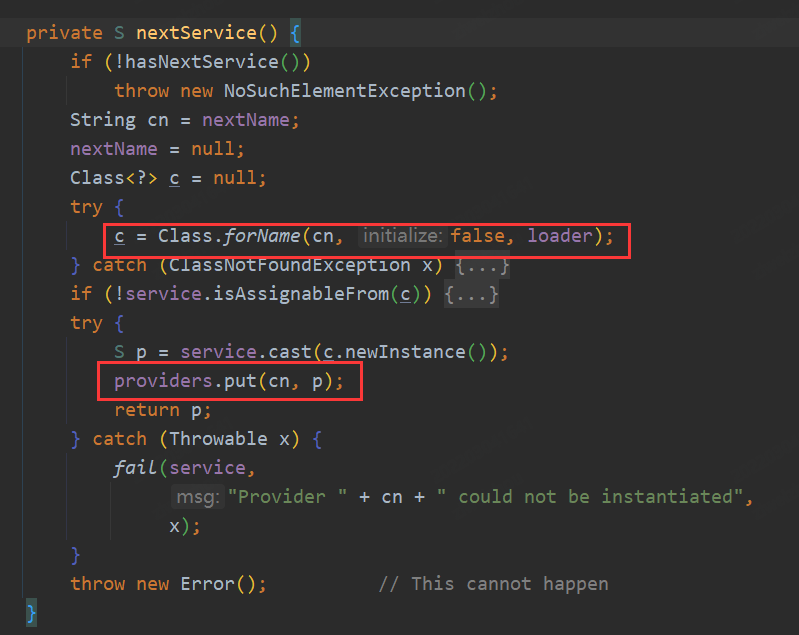 private S nextService() {
if (!hasNextService())
throw new NoSuchElementException();
String cn = nextName;
nextName = null;
Class<?> c = null;
try {
c = Class.forName(cn, initialize: false, loader);
} catch (ClassNotFoundException x) {...}
if (!service.isAssignableFrom(c)) {...}
try {
S p = service.cast(c.newInstance());
providers.put(cn, p);
return p;
} catch (Throwable x) {
fail(service,
msg: "Provider " + cn + " could not be instantiated",
x);
}
throw new Error(); // This cannot happen
}